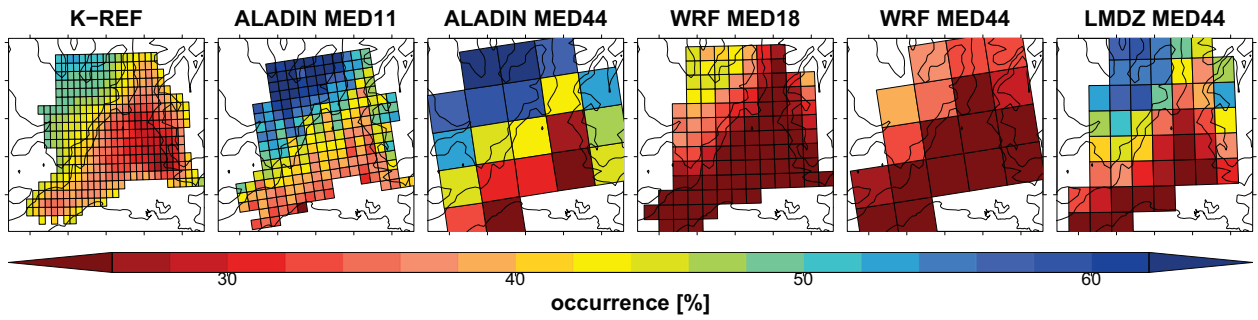 K-REF ALADIN MED11 ALADIN MED44 WRF MED18 WRF MED44 LMDZ MED44
30 40 50 60
occurrence [%]